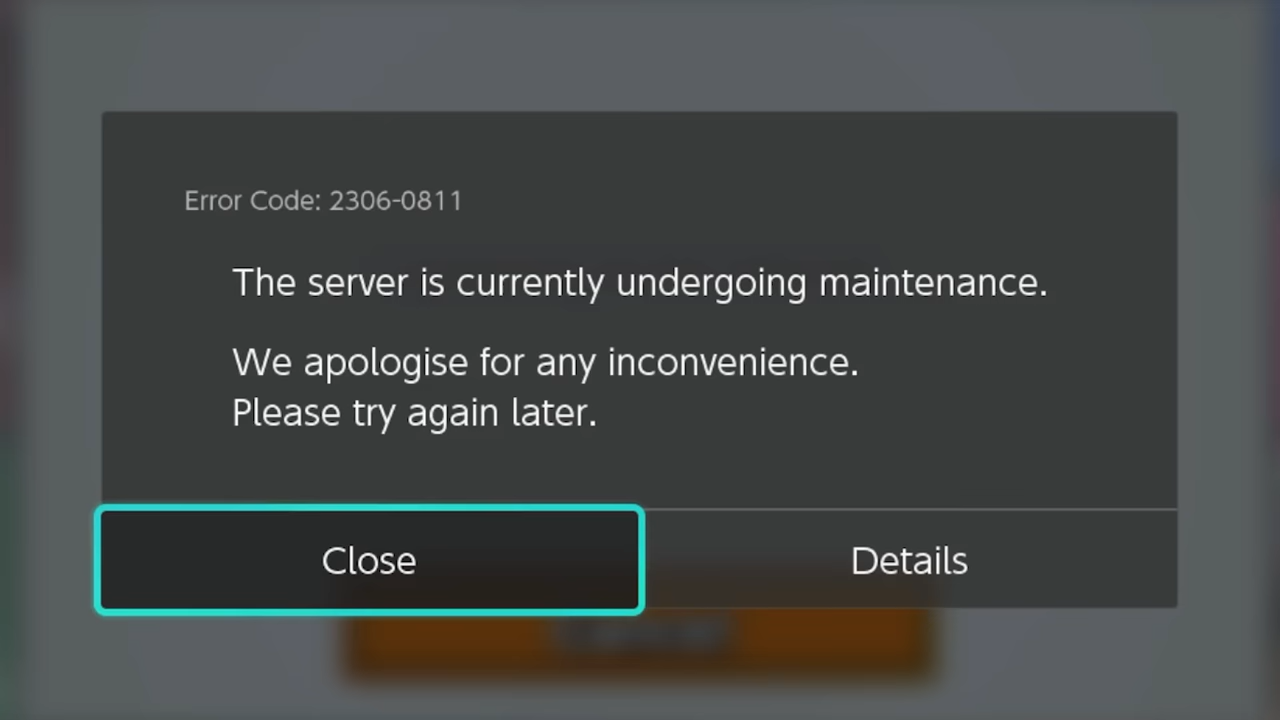 Error Code: 2306-0811
The server is currently undergoing maintenance.
We apologise for any inconvenience.
Please try again later.
Close
Details